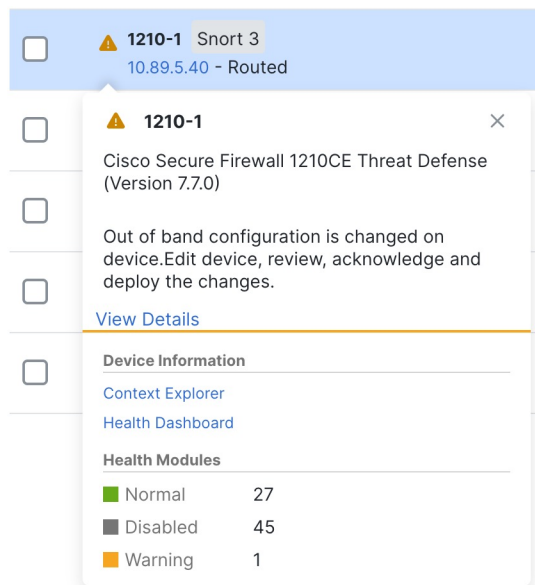 1210-1 Snort 3
10.89.5.40 - Routed
1210-1
Cisco Secure Firewall 1210CE Threat Defense
(Version 7.7.0)
Out of band configuration is changed on
device.Edit device, review, acknowledge and
deploy the changes.
View Details
Device Information
Context Explorer
Health Dashboard
Health Modules
Normal 27
Disabled 45
Warning 1